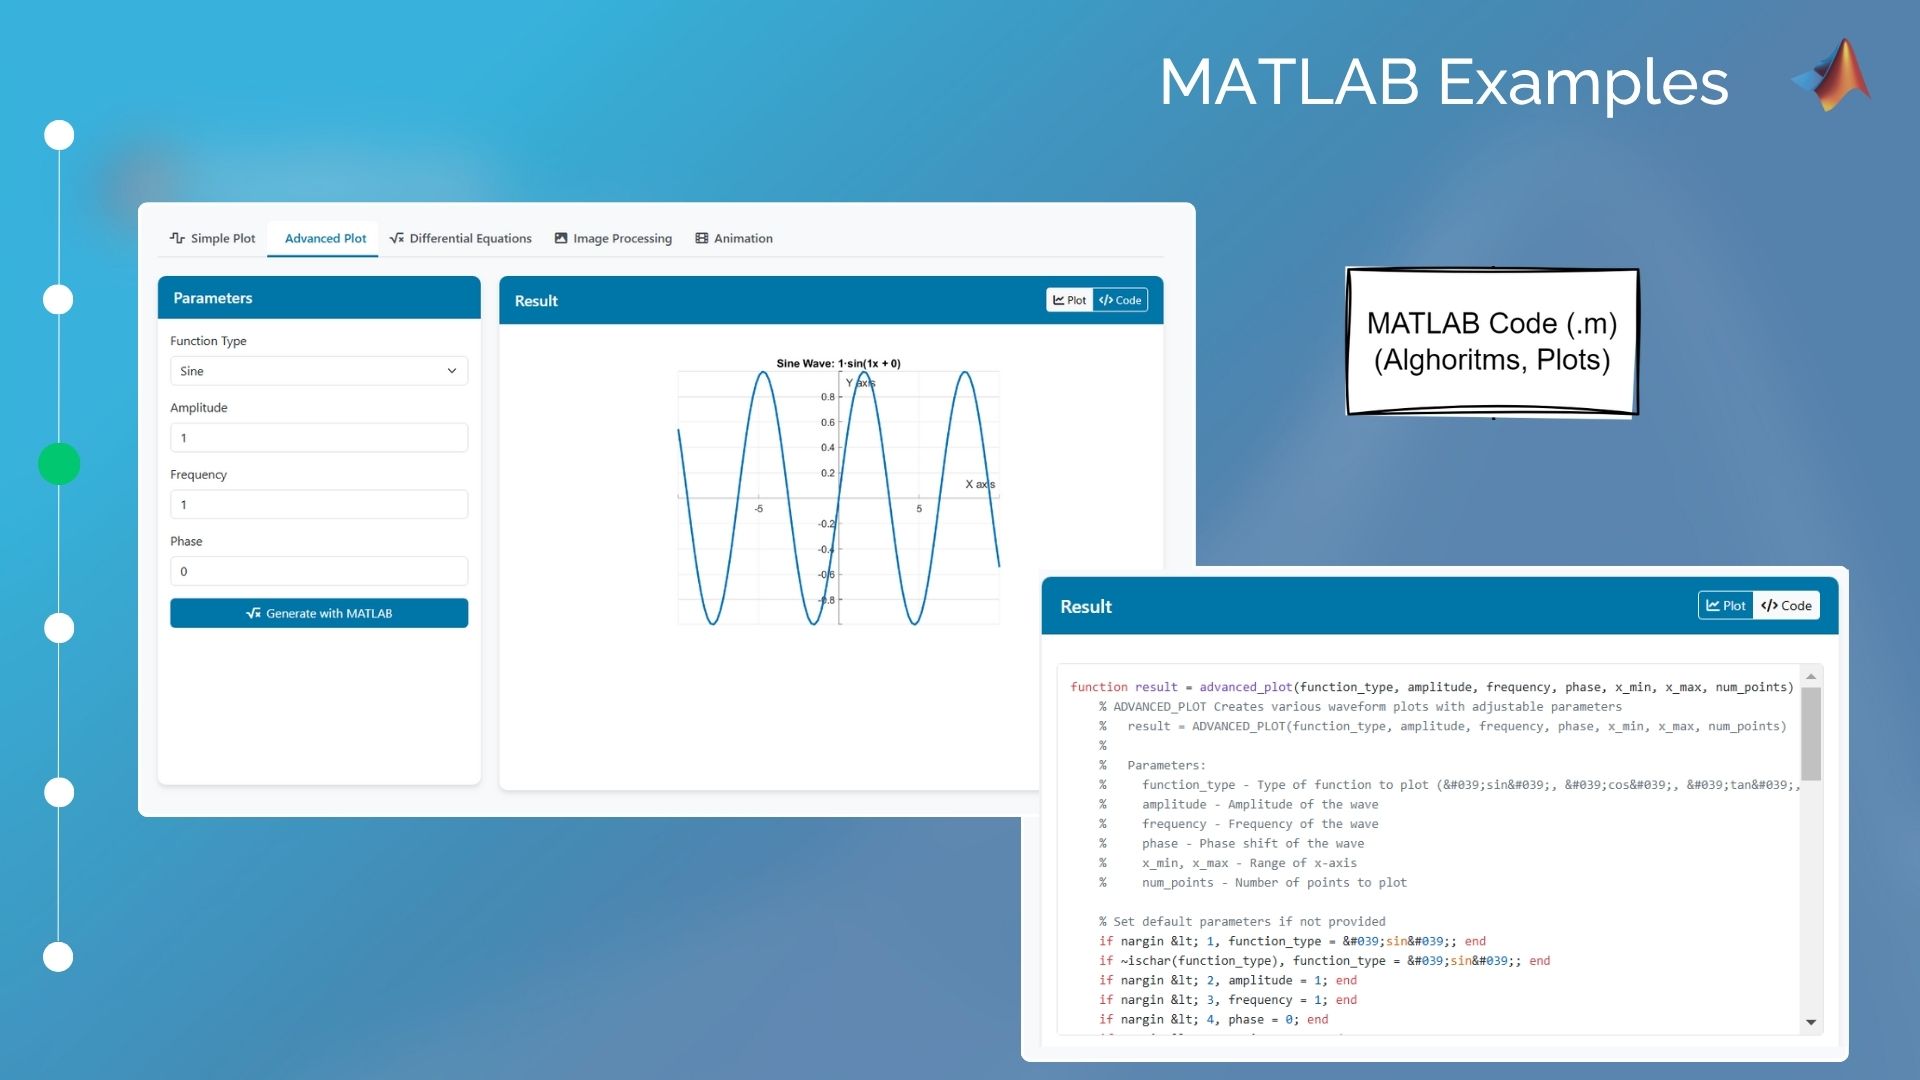 MATLAB Examples
Simple Plot
Advanced Plot
Differential Equations
Image Processing
Animation
Parameters
Function Type
Sine
Amplitude
1
Frequency
1
Phase
0
Generate with MATLAB
Result
Plot
Code
Sine Wave: 1·sin(1x + 0)
Y axis
0.8
0.6
0.4
0.2
X axis
-5
5
-0.2
-0.4
-0.6
-0.8
MATLAB Code (.m)
(Alghoritms, Plots)
Result
Plot
</> Code
function result = advanced_plot(function_type, amplitude, frequency, phase, x_min, x_max, num_points)
% ADVANCED_PLOT Creates various waveform plots with adjustable parameters
%   result = ADVANCED_PLOT(function_type, amplitude, frequency, phase, x_min, x_max, num_points)
%
%   Parameters:
%     function_type - Type of function to plot (&#039;sin&#039;, &#039;cos&#039;, &#039;tan&#039;,
%     amplitude - Amplitude of the wave
%     frequency - Frequency of the wave
%     phase - Phase shift of the wave
%     x_min, x_max - Range of x-axis
%     num_points - Number of points to plot
% Set default parameters if not provided
if nargin &lt; 1, function_type = &#039;sin&#039;; end
if ~ischar(function_type), function_type = &#039;sin&#039;; end
if nargin &lt; 2, amplitude = 1; end
if nargin &lt; 3, frequency = 1; end
if nargin &lt; 4, phase = 0; end